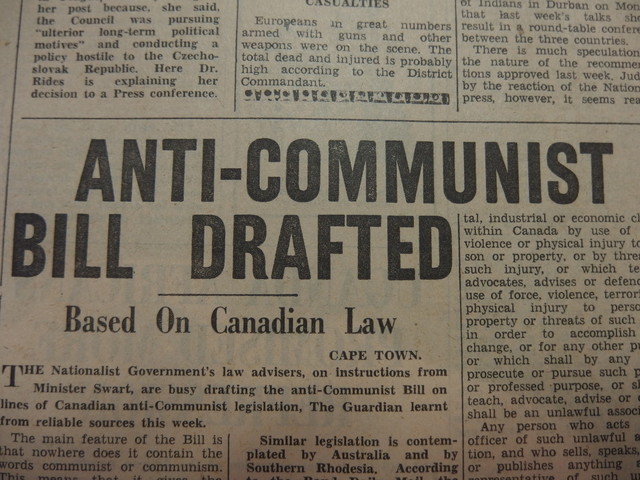 her post because, she said,
the Council was pursuing
"ulterior long-term political
motives" and conducting a
policy hostile to the Czecho-
slovak Republic. Here Dr.
Rides is explaining her
decision to a Press conference.
CASUALTIES
Europeans in great numbers
armed with guns and other
weapons were on the scene. The
total dead and injured is probably
high according to the District
Commandant.
of Indians in Durban on
that last week's talks
result in a round-table
between the three countries.
There is much speculation
the nature of the
tions approved last week.
by the reaction of the
press, however, it seems
ANTI-COMMUNIST
BILL DRAFTED
Based On Canadian Law
CAPE TOWN.
THE Nationalist Government's law advisers, on instructions from
Minister Swart, are busy drafting the anti-Communist Bill on
lines of Canadian anti-Communist legislation, The Guardian learnt
from reliable sources this week.
The main feature of the Bill is
that nowhere does it contain the
words communist or communism.
This means that it gives the
Similar legislation is contem-
plated by Australia and by
Southern Rhodesia. According
tal, industrial or economic
within Canada by use of
violence or physical injury to
son or property, or by
such injury, or which
advocates, advises or
use of force, violence,
physical injury to
property or threats of such
in order to accomplish
change, or for any other
or which shall by any
prosecute or pursue such
or professed purpose, or
teach, advocate, advise or
shall be an unlawful
Any person who acts
officer of such unlawful
tion, and who sells, speaks,
or publishes anything
representative of such